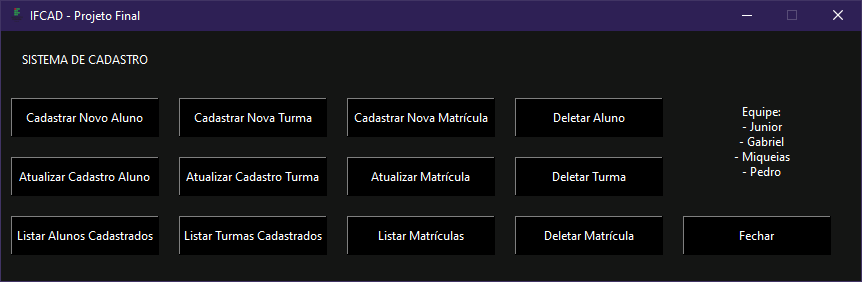 IFCAD - Projeto Final
SISTEMA DE CADASTRO
Cadastrar Novo Aluno
Cadastrar Nova Turma
Cadastrar Nova Matrícula
Deletar Aluno
Atualizar Cadastro Aluno
Atualizar Cadastro Turma
Atualizar Matrícula
Deletar Turma
Listar Alunos Cadastrados
Listar Turmas Cadastrados
Listar Matrículas
Deletar Matrícula
Equipe:
- Junior
- Gabriel
- Miqueias
- Pedro
Fechar